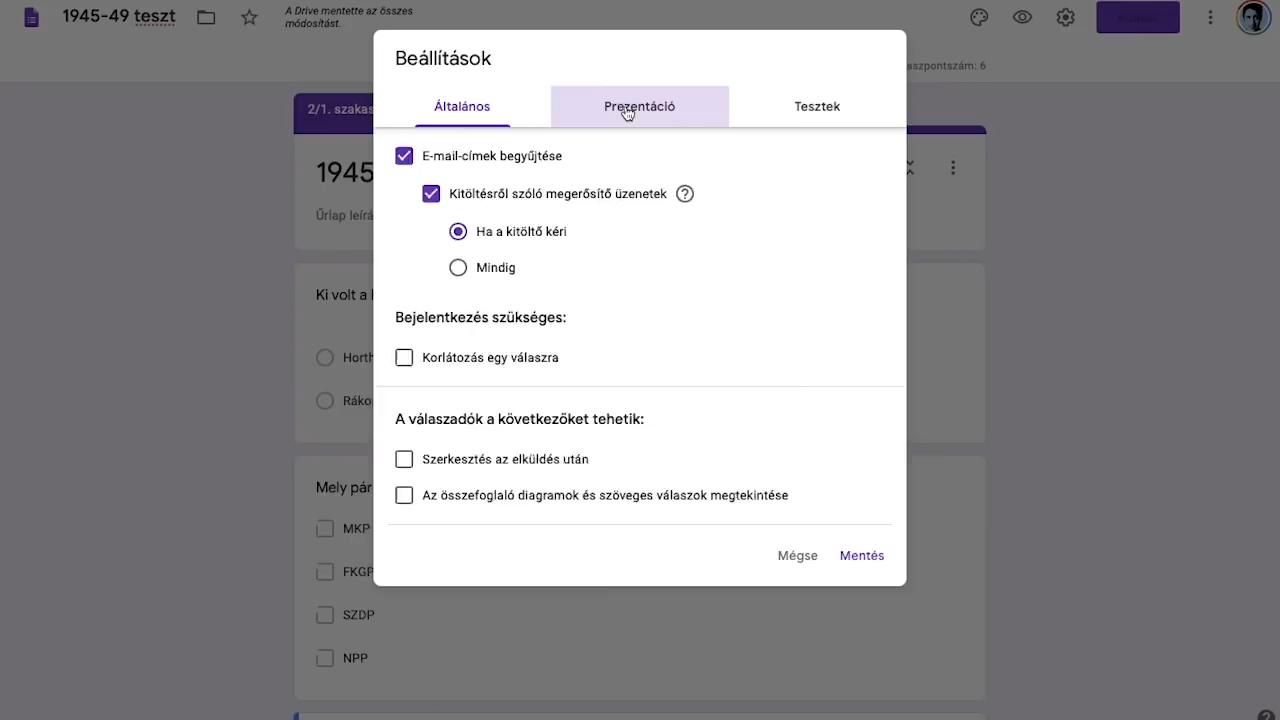 1945-49 teszt
A Drive mentette az összes
módosítást.
Beállítások
sszpontszám: 6
Általános
Prezentáció
Tesztek
2/1. szakas
E-mail-címek begyűjtése
1945
Kitöltésről szóló megerősítő üzenetek
Űrlap leírá
Ha a kitöltő kéri
Mindig
Ki volt a
Bejelentkezés szükséges:
Horth
Korlátozás egy válaszra
Ráko
A válaszadók a következőket tehetik:
Szerkesztés az elküldés után
Mely pár
Az összefoglaló diagramok és szöveges válaszok megtekintése
MKP
Mégse
Mentés
FKGP
SZDP
NPP